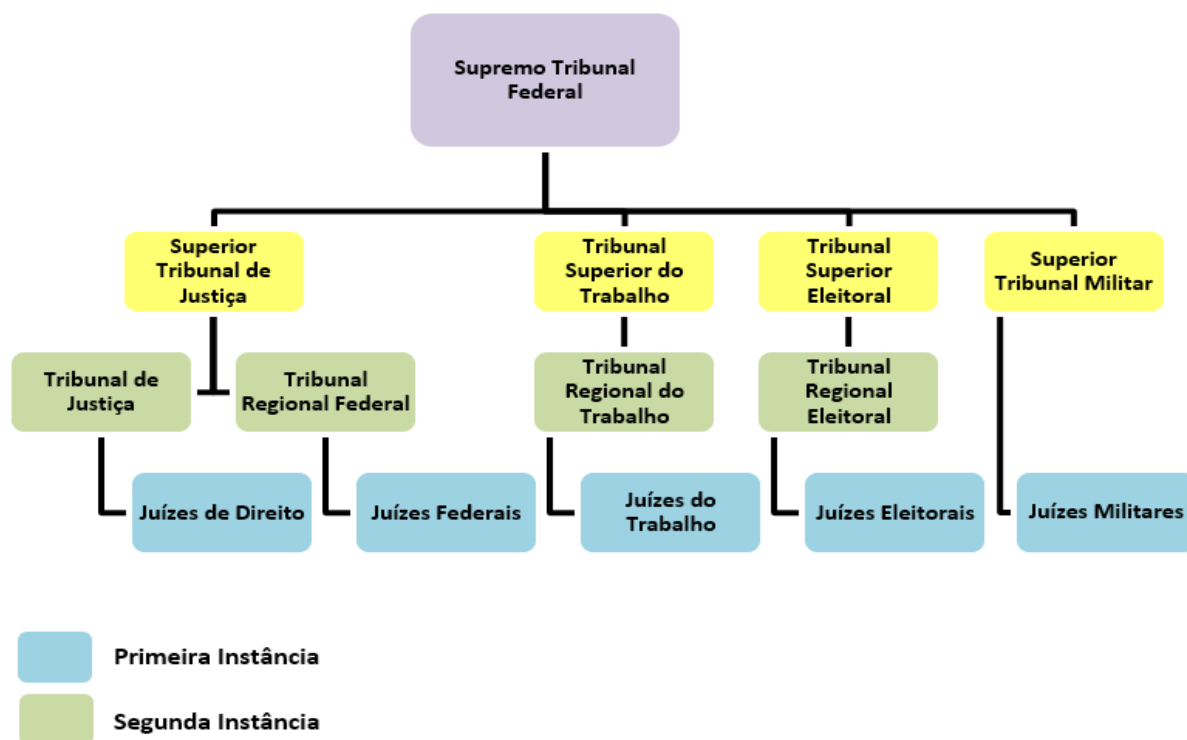 Supremo Tribunal
Federal
Superior
Tribunal de
Justiça
Tribunal
Superior do
Trabalho
Tribunal
Superior
Eleitoral
Superior
Tribunal Militar
Tribunal de
Justiça
Tribunal
Regional Federal
Tribunal
Regional do
Trabalho
Tribunal
Regional
Eleitoral
Juízes de Direito
Juízes Federais
Juízes do
Trabalho
Juízes Eleitorais
Juízes Militares
Primeira Instância
Segunda Instância